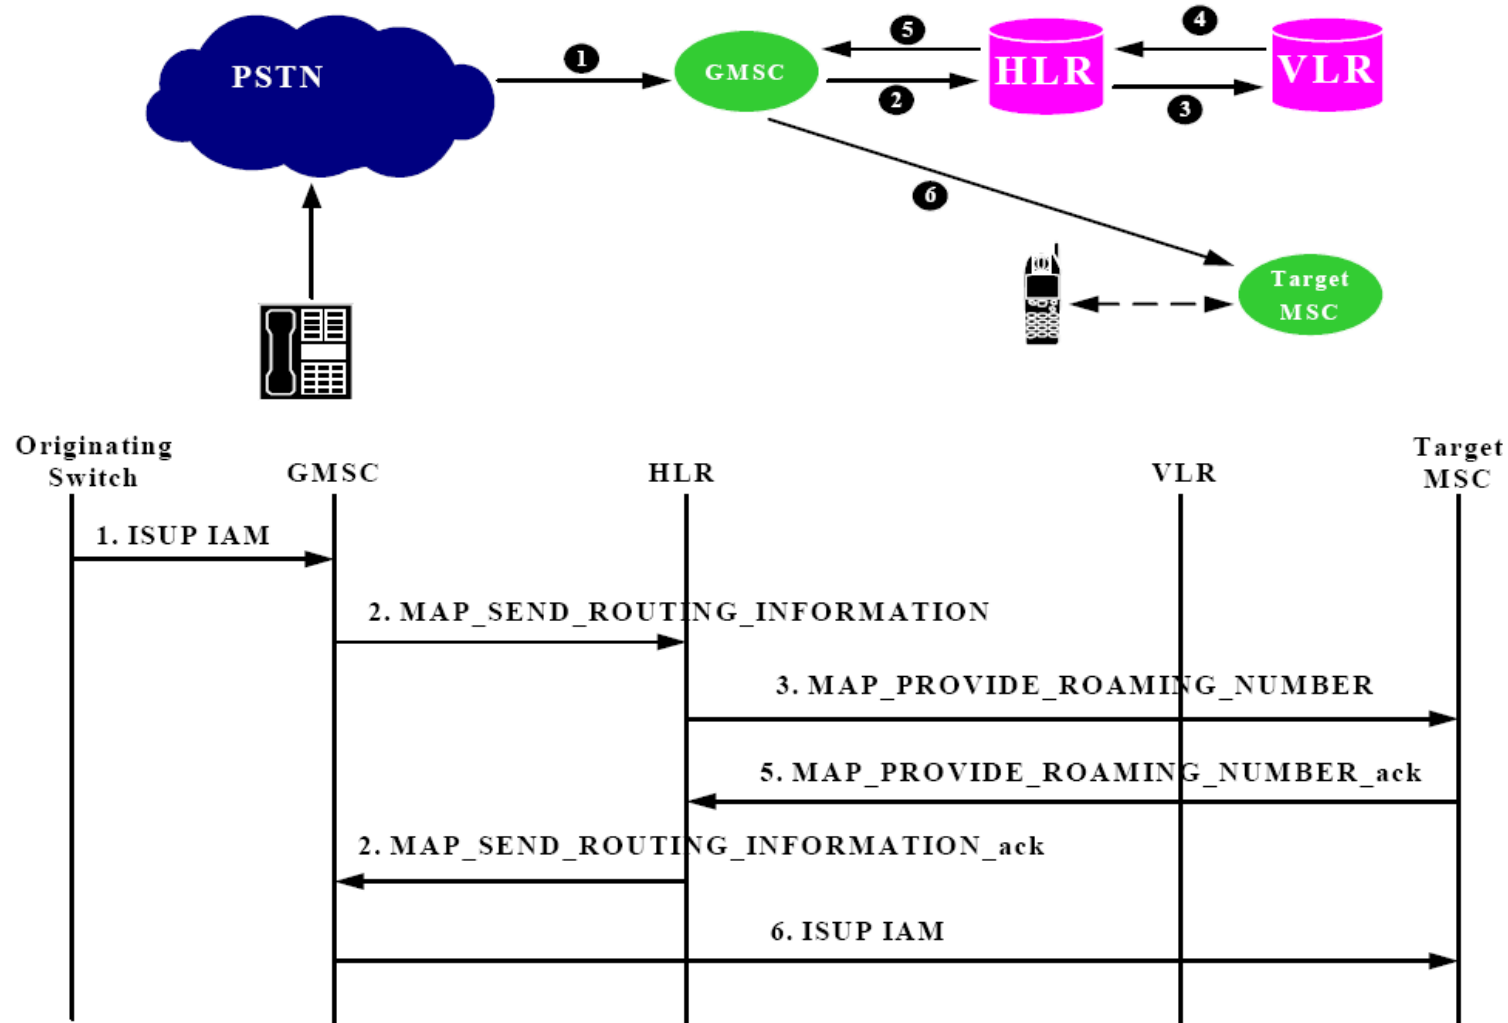 PSTN
1
GMSC
5
2
HLR
4
3
VLR
6
Target
MSC
Originating
Switch
GMSC
HLR
VLR
Target
MSC
1. ISUP IAM
2. MAP_SEND_ROUTING_INFORMATION
3. MAP_PROVIDE_ROAMING_NUMBER
5. MAP_PROVIDE_ROAMING_NUMBER_ack
2. MAP_SEND_ROUTING_INFORMATION_ack
6. ISUP IAM